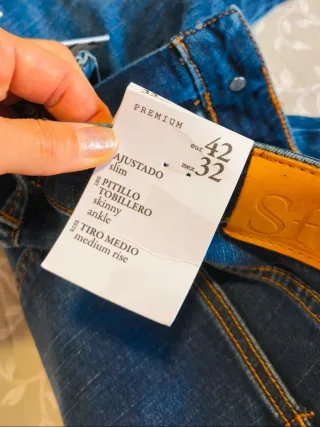 PREMIUM
eur 42
mex 32
AJUSTADO
slim
PITILLO
TOBILLERO
skinny
ankle
TIRO MEDIO
medium rise